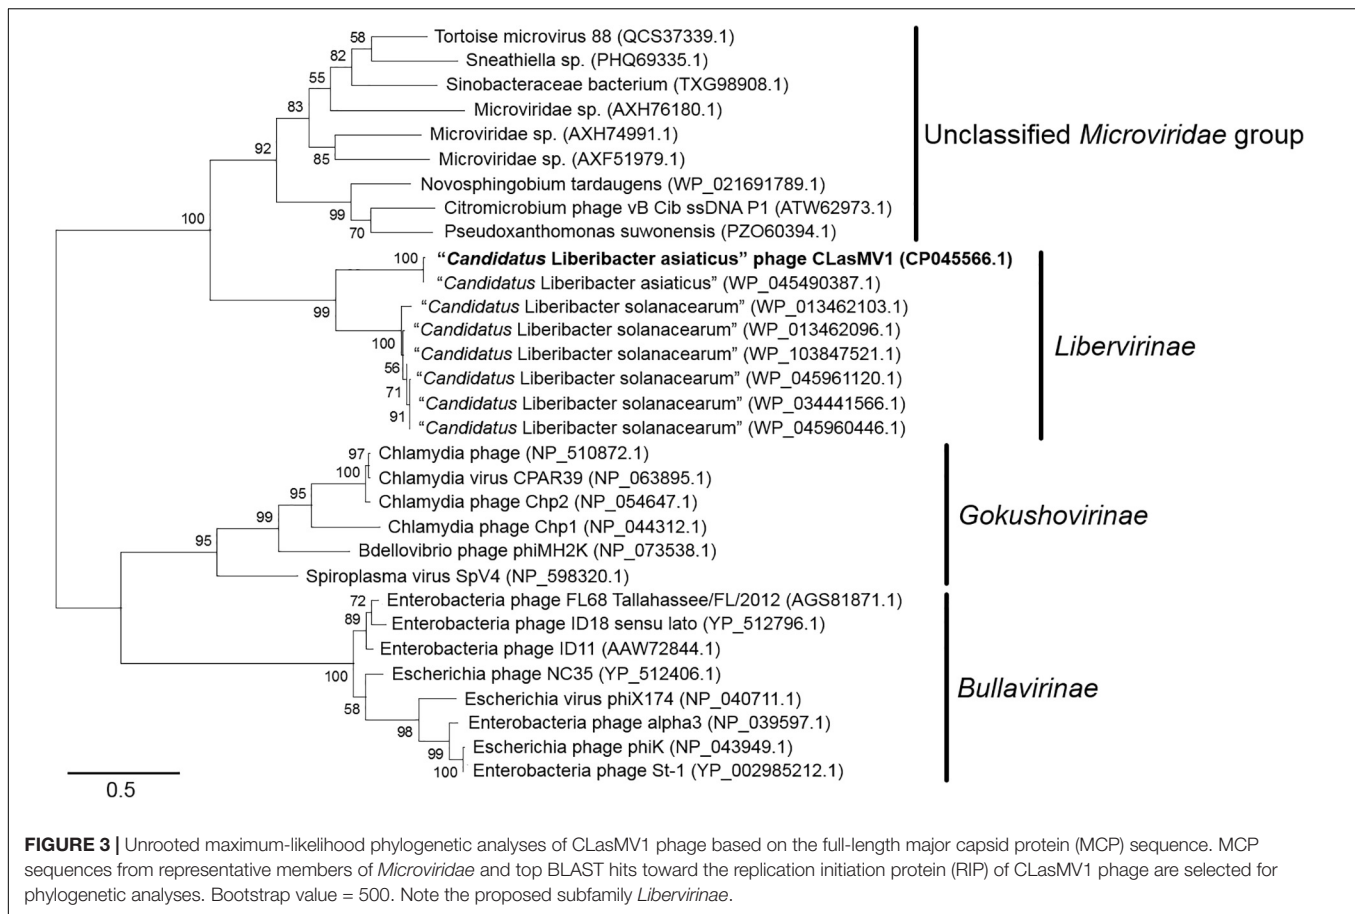 58
Tortoise microvirus 88 (QCS37339.1)
82
Sneathiella sp. (PHQ69335.1)
55
Sinobacteraceae bacterium (TXG98908.1)
83
Microviridae sp. (AXH76180.1)
Microviridae sp. (AXH74991.1)
Unclassified Microviridae group
92
85
Microviridae sp. (AXF51979.1)
Novosphingobium tardaugens (WP_021691789.1)
100
99
Citromicrobium phage vB Cib ssDNA P1 (ATW62973.1)
70
Pseudoxanthomonas suwonensis (PZO60394.1)
100
“Candidatus Liberibacter asiaticus” phage CLasMV1 (CP045566.1)
“Candidatus Liberibacter asiaticus” (WP_045490387.1)
99
“Candidatus Liberibacter solanacearum” (WP_013462103.1)
“Candidatus Liberibacter solanacearum” (WP_013462096.1)
100
“Candidatus Liberibacter solanacearum” (WP_103847521.1)
Libervirinae
56
“Candidatus Liberibacter solanacearum” (WP_045961120.1)
71
“Candidatus Liberibacter solanacearum” (WP_034441566.1)
91
“Candidatus Liberibacter solanacearum” (WP_045960446.1)
97
Chlamydia phage (NP_510872.1)
100
Chlamydia virus CPAR39 (NP_063895.1)
95
Chlamydia phage Chp2 (NP_054647.1)
99
Chlamydia phage Chp1 (NP_044312.1)
Gokushovirinae
95
Bdellovibrio phage phiMH2K (NP_073538.1)
Spiroplasma virus SpV4 (NP_598320.1)
72
Enterobacteria phage FL68 Tallahassee/FL/2012 (AGS81871.1)
89
Enterobacteria phage ID18 sensu lato (YP_512796.1)
Enterobacteria phage ID11 (AAW72844.1)
100
Escherichia phage NC35 (YP_512406.1)
Bullavirinae
58
Escherichia virus phiX174 (NP_040711.1)
98
Enterobacteria phage alpha3 (NP_039597.1)
99
Escherichia phage phiK (NP_043949.1)
100
Enterobacteria phage St-1 (YP_002985212.1)
0.5
FIGURE 3 | Unrooted maximum-likelihood phylogenetic analyses of CLasMV1 phage based on the full-length major capsid protein (MCP) sequence. MCP
sequences from representative members of Microviridae and top BLAST hits toward the replication initiation protein (RIP) of CLasMV1 phage are selected for
phylogenetic analyses. Bootstrap value = 500. Note the proposed subfamily Libervirinae.